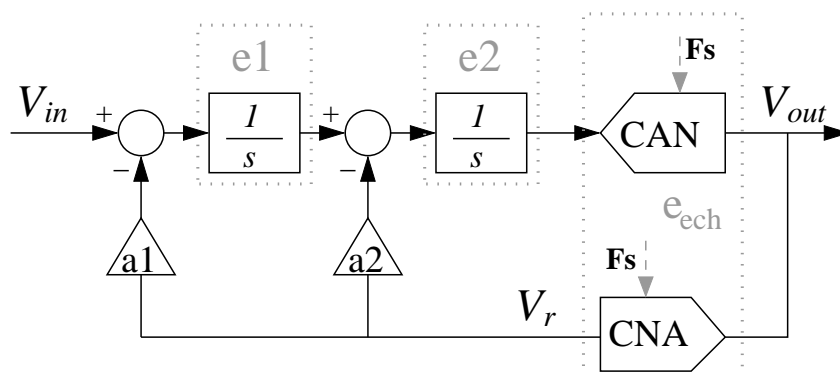 e1
e2
Fs
V_in
+
1/s
+
1/s
CAN
V_out
−
−
e_ech
a1
a2
Fs
V_r
CNA